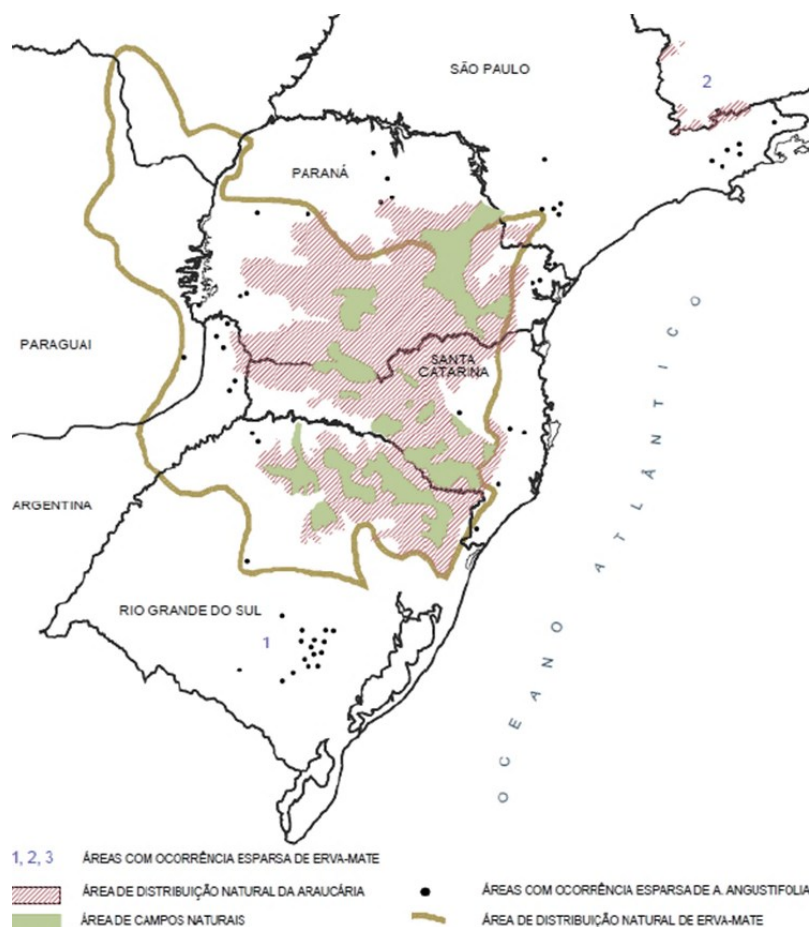 SÃO PAULO
2
PARANÁ
PARAGUAI
SANTA
CATARINA
ARGENTINA
RIO GRANDE DO SUL
1
OCEANO ATLÂNTICO
1, 2, 3 ÁREAS COM OCORRÊNCIA ESPARSA DE ERVA-MATE
ÁREA DE DISTRIBUIÇÃO NATURAL DA ARAUCÁRIA
ÁREAS COM OCORRÊNCIA ESPARSA DE A. ANGUSTIFOLIA
ÁREA DE CAMPOS NATURAIS
ÁREA DE DISTRIBUIÇÃO NATURAL DE ERVA-MATE